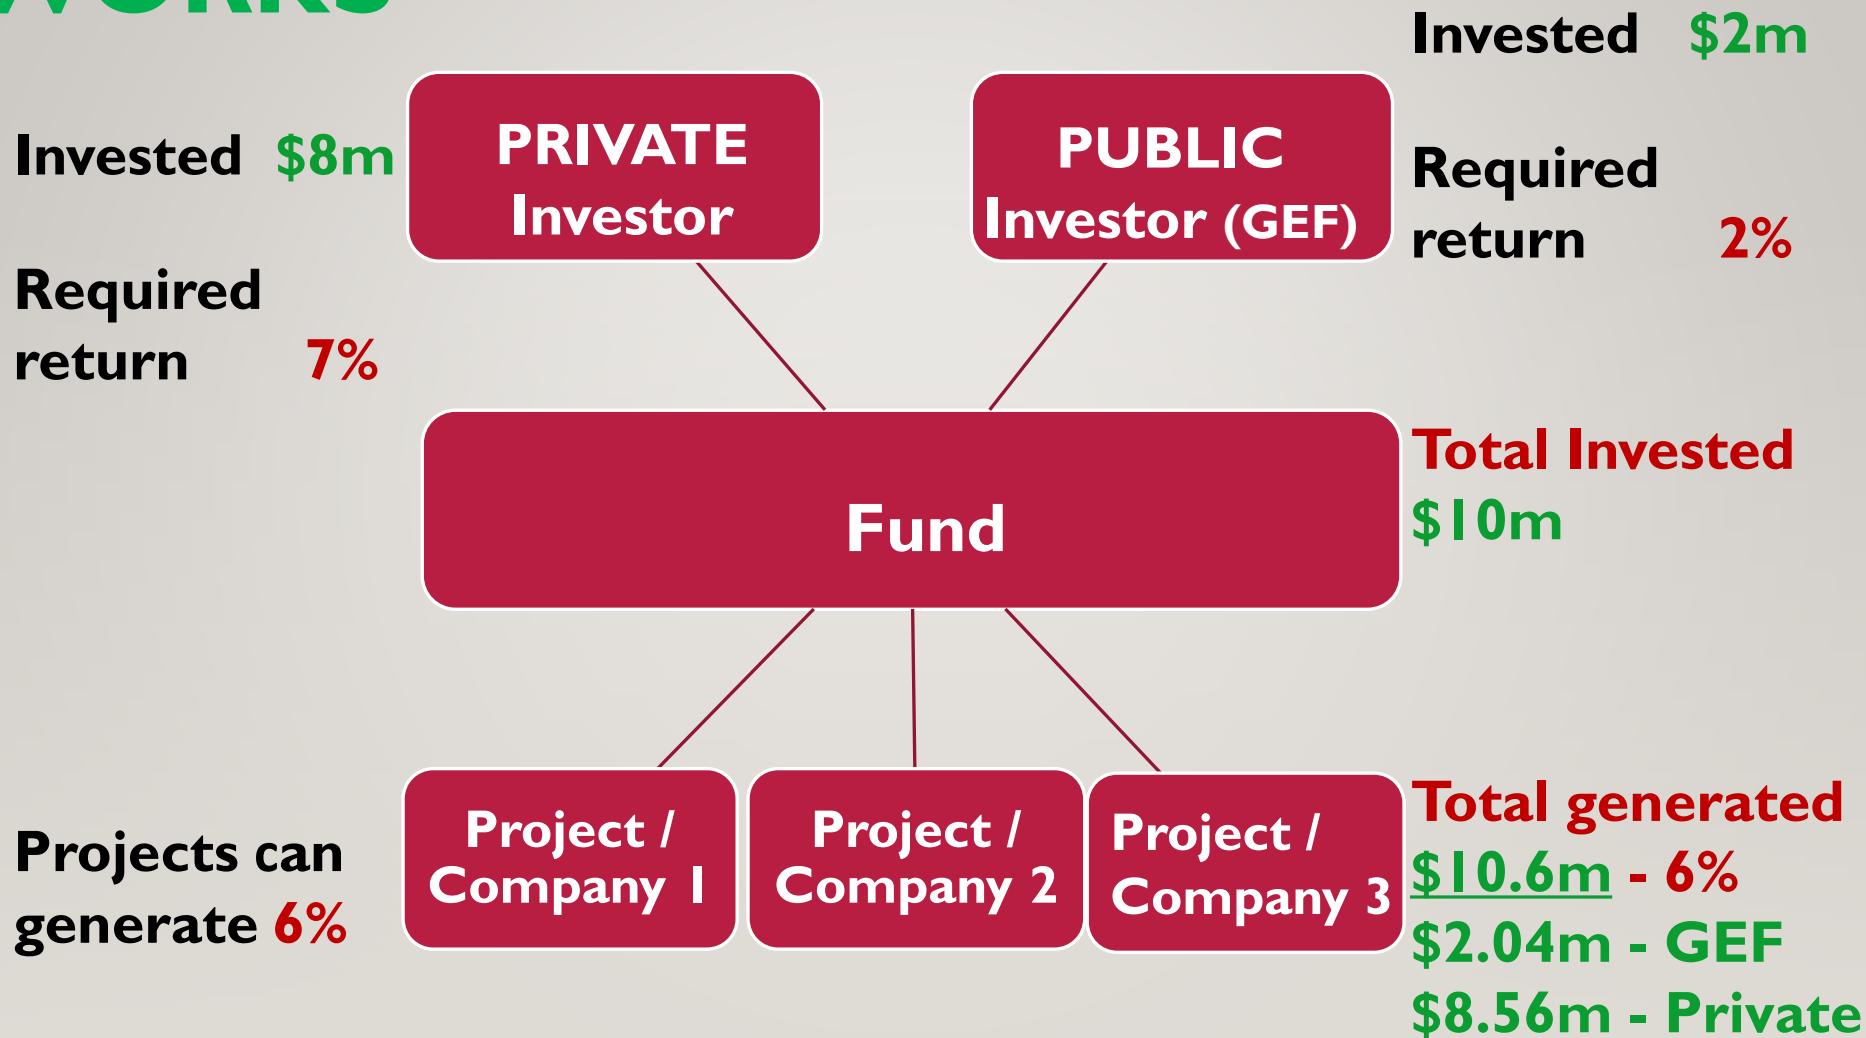 WORKS
Invested $8m
Required
return 7%
PRIVATE
Investor
PUBLIC
Investor (GEF)
Invested $2m
Required
return 2%
Fund
Total Invested
$10m
Projects can
generate 6%
Project /
Company 1
Project /
Company 2
Project /
Company 3
Total generated
$10.6m - 6%
$2.04m - GEF
$8.56m - Private